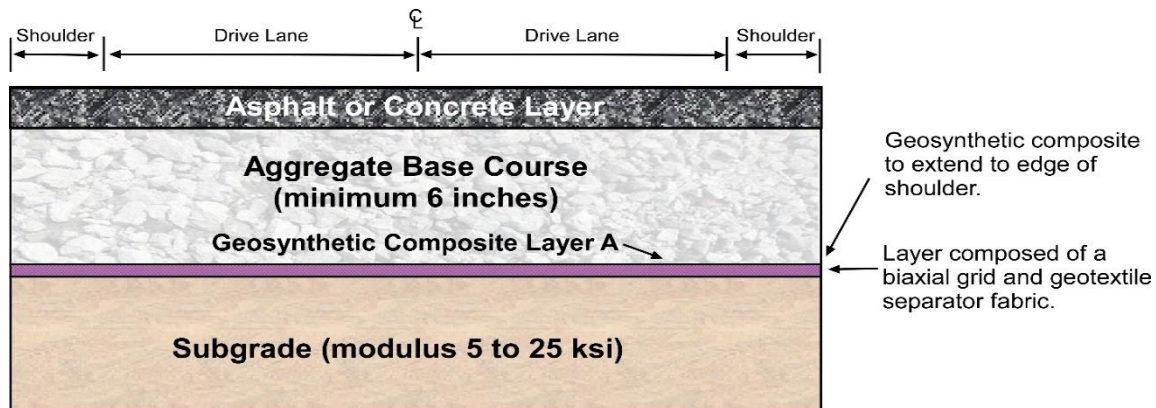 ℄
Shoulder Drive Lane Drive Lane Shoulder
Asphalt or Concrete Layer
Aggregate Base Course
(minimum 6 inches)
Geosynthetic Composite Layer A
Subgrade (modulus 5 to 25 ksi)
Geosynthetic composite
to extend to edge of
shoulder.
Layer composed of a
biaxial grid and geotextile
separator fabric.